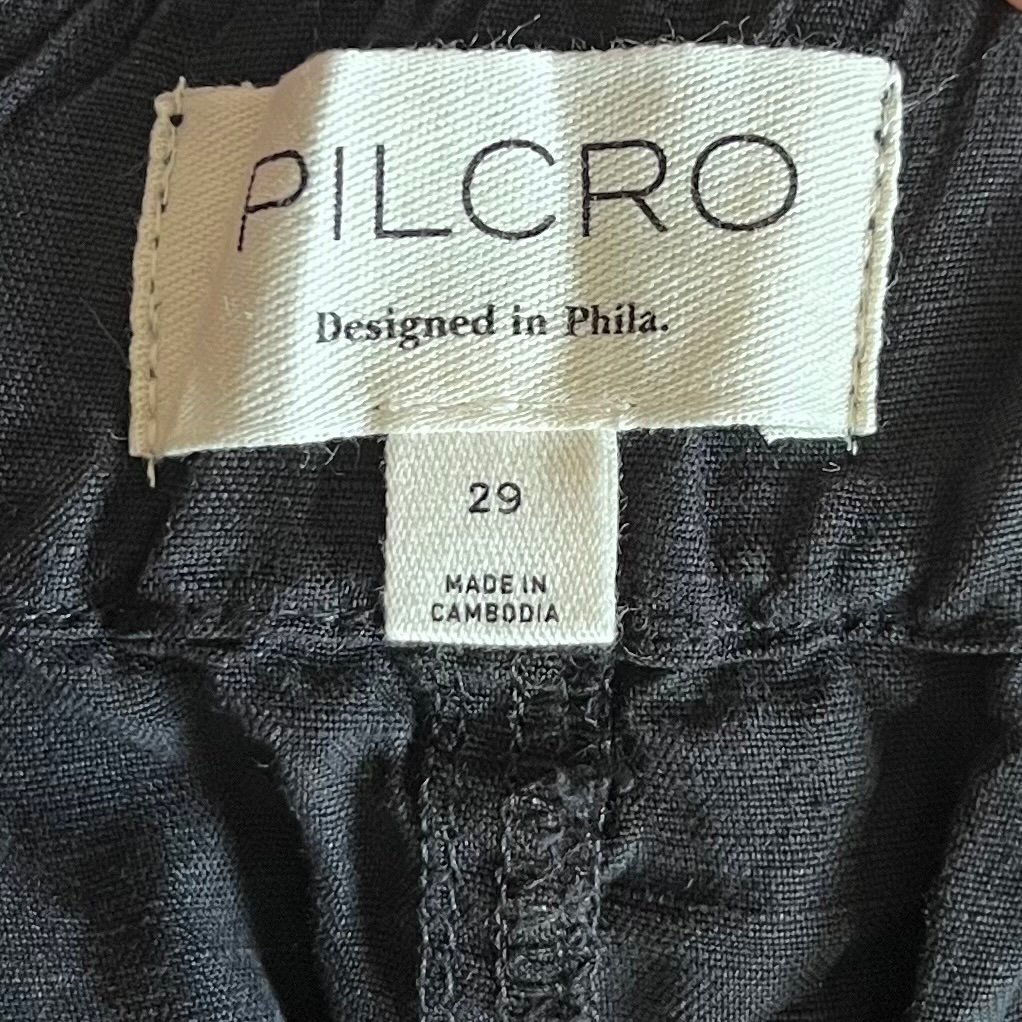 PILCRO
Designed in Phila.
29
MADE IN
CAMBODIA